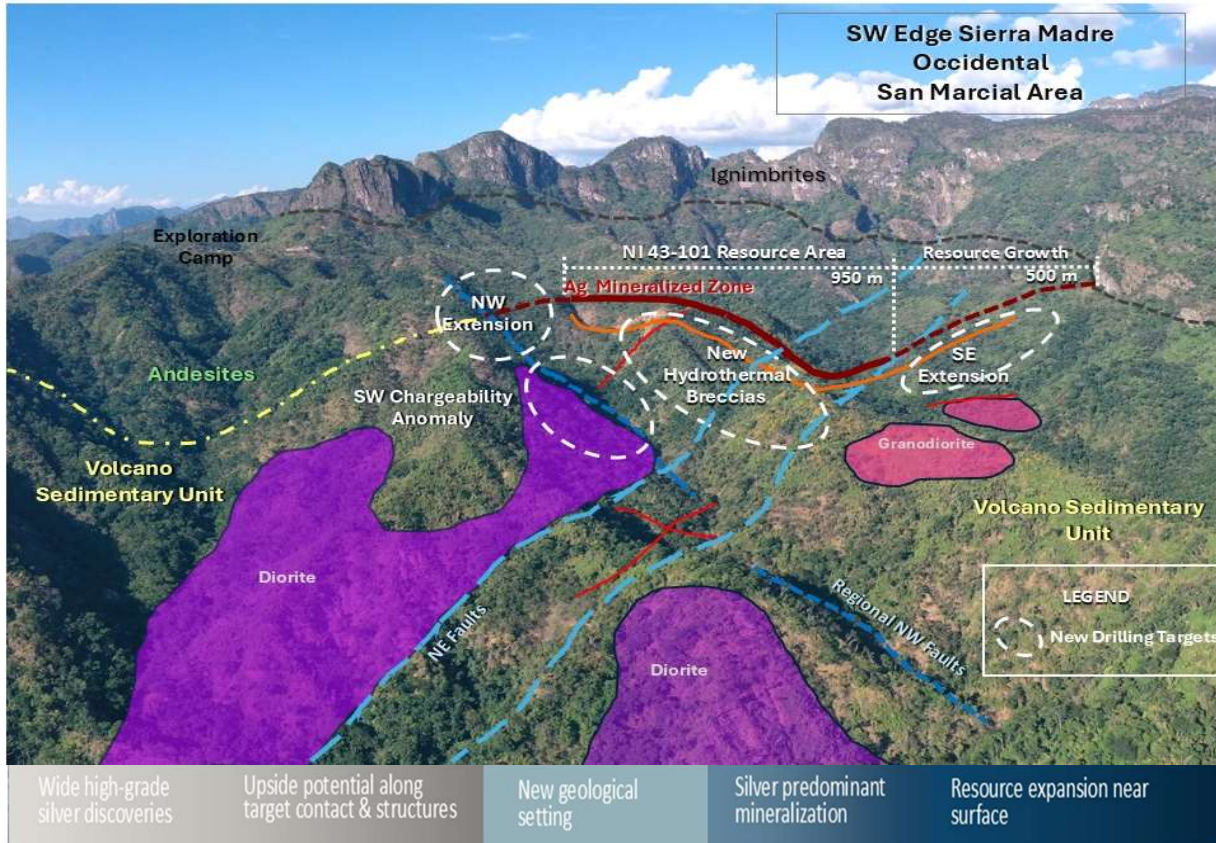 SW Edge Sierra Madre
Occidental
San Marcial Area
Ignimbrites
Exploration
Camp
NI 43-101 Resource Area
950 m
Resource Growth
500 m
Ag Mineralized Zone
NW
Extension
New
Hydrothermal
Breccias
SE
Extension
Andesites
SW Chargeability
Anomaly
Granodiorite
Volcano
Sedimentary Unit
Volcano Sedimentary
Unit
Diorite
NE Faults
Regional NW Faults
Diorite
LEGEND
New Drilling Targets
Wide high-grade
silver discoveries
Upside potential along
target contact & structures
New geological
setting
Silver predominant
mineralization
Resource expansion near
surface